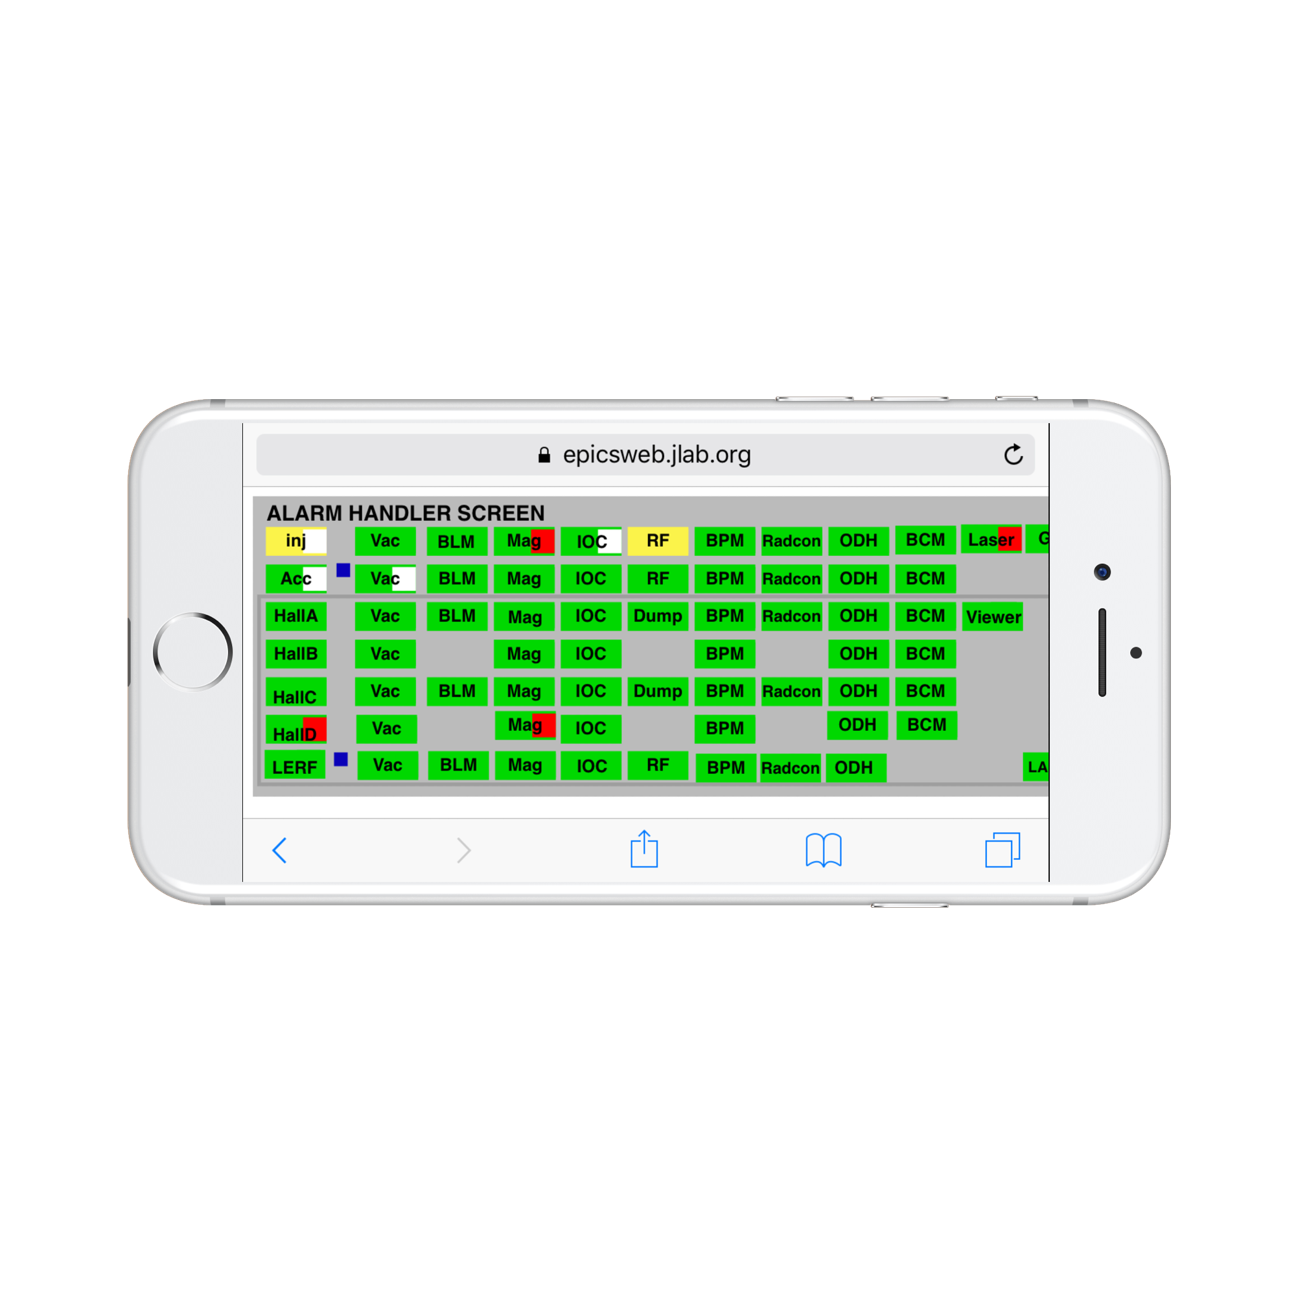 epicsweb.jlab.org
ALARM HANDLER SCREEN
inj Vac BLM Mag IOC RF BPM Radcon ODH BCM Laser G
Acc Vac BLM Mag IOC RF BPM Radcon ODH BCM
HallA Vac BLM Mag IOC Dump BPM Radcon ODH BCM Viewer
HallB Vac Mag IOC BPM ODH BCM
HallC Vac BLM Mag IOC Dump BPM Radcon ODH BCM
HallD Vac Mag IOC BPM ODH BCM
LERF Vac BLM Mag IOC RF BPM Radcon ODH LA